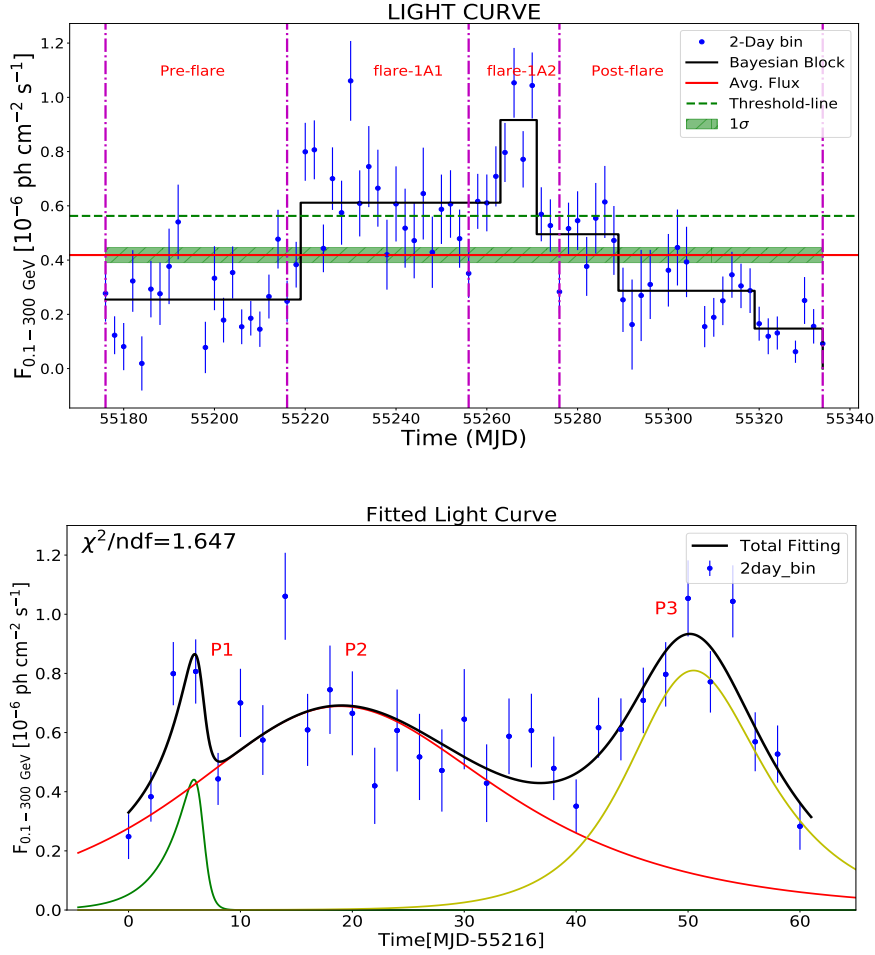 LIGHT CURVE
F0.1−300 GeV [10⁻⁶ ph cm⁻² s⁻¹]
1.2
1.0
0.8
0.6
0.4
0.2
0.0
Pre-flare
flare-1A1
flare-1A2
Post-flare
2-Day bin
Bayesian Block
Avg. Flux
Threshold-line
1σ
55180 55200 55220 55240 55260 55280 55300 55320 55340
Time (MJD)
Fitted Light Curve
χ²/ndf=1.647
F0.1−300 GeV [10⁻⁶ ph cm⁻² s⁻¹]
1.2
1.0
0.8
0.6
0.4
0.2
0.0
P1
P2
P3
Total Fitting
2day_bin
0 10 20 30 40 50 60
Time[MJD-55216]